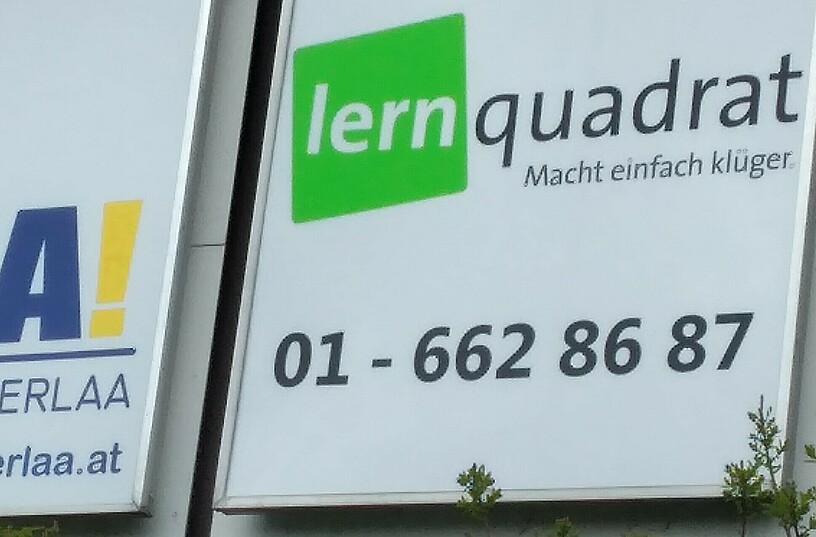 A!
ERLAA
erlaa.at
lernquadrat
Macht einfach klüger.
01 - 662 86 87